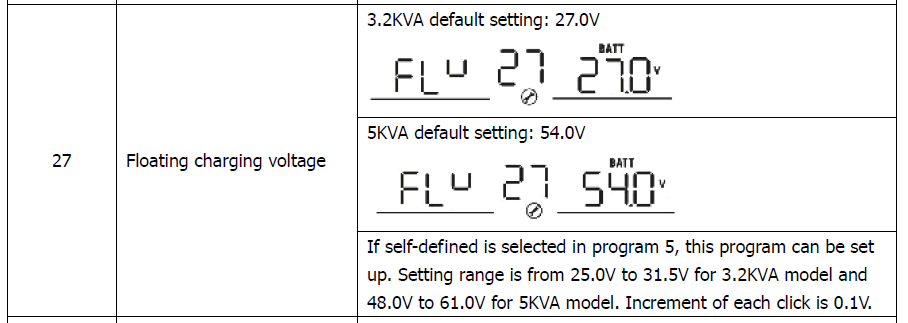 3.2KVA default setting: 27.0V
BATT
FLU 27 27.0v
27 Floating charging voltage
5KVA default setting: 54.0V
BATT
FLU 27 54.0v
If self-defined is selected in program 5, this program can be set
up. Setting range is from 25.0V to 31.5V for 3.2KVA model and
48.0V to 61.0V for 5KVA model. Increment of each click is 0.1V.